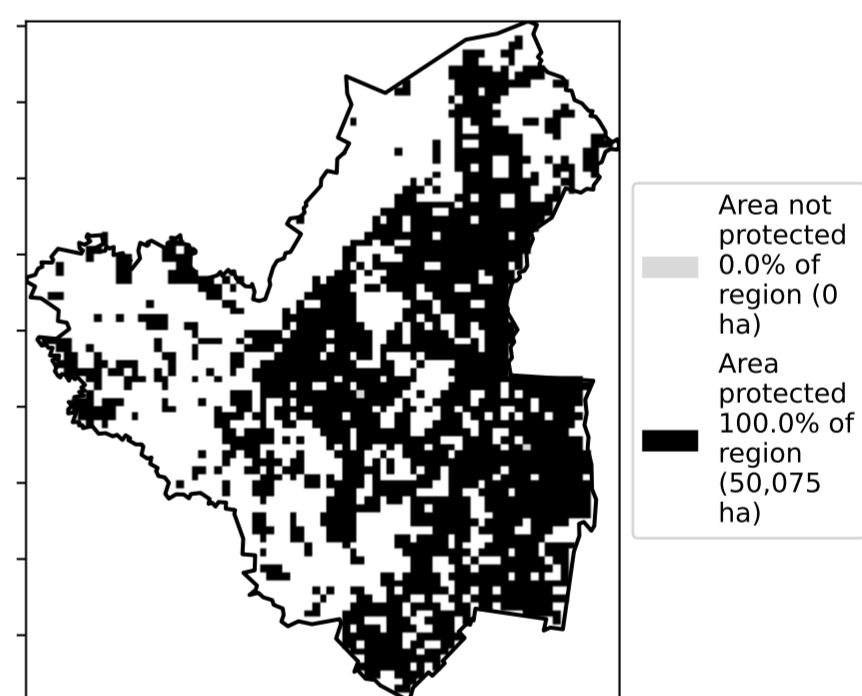 Area not
protected
0.0% of
region (0
ha)
Area
protected
100.0% of
region
(50,075
ha)